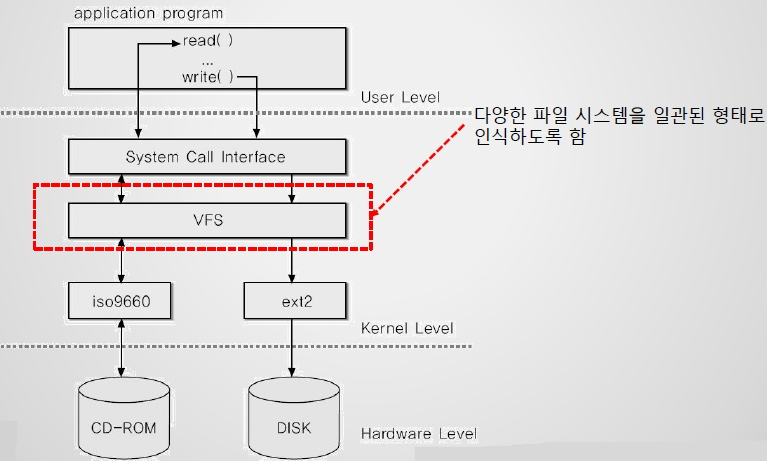 application program
read( )
...
write( )
User Level
다양한 파일 시스템을 일관된 형태로
인식하도록 함
System Call Interface
VFS
iso9660
ext2
Kernel Level
CD-ROM
DISK
Hardware Level